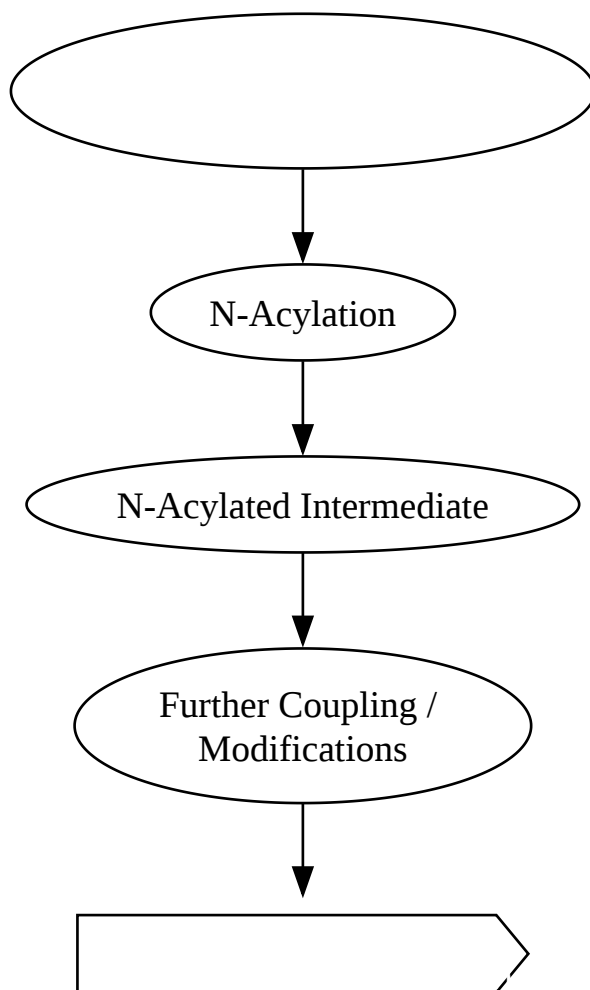 N-Acylation
N-Acylated Intermediate
Further Coupling /
Modifications